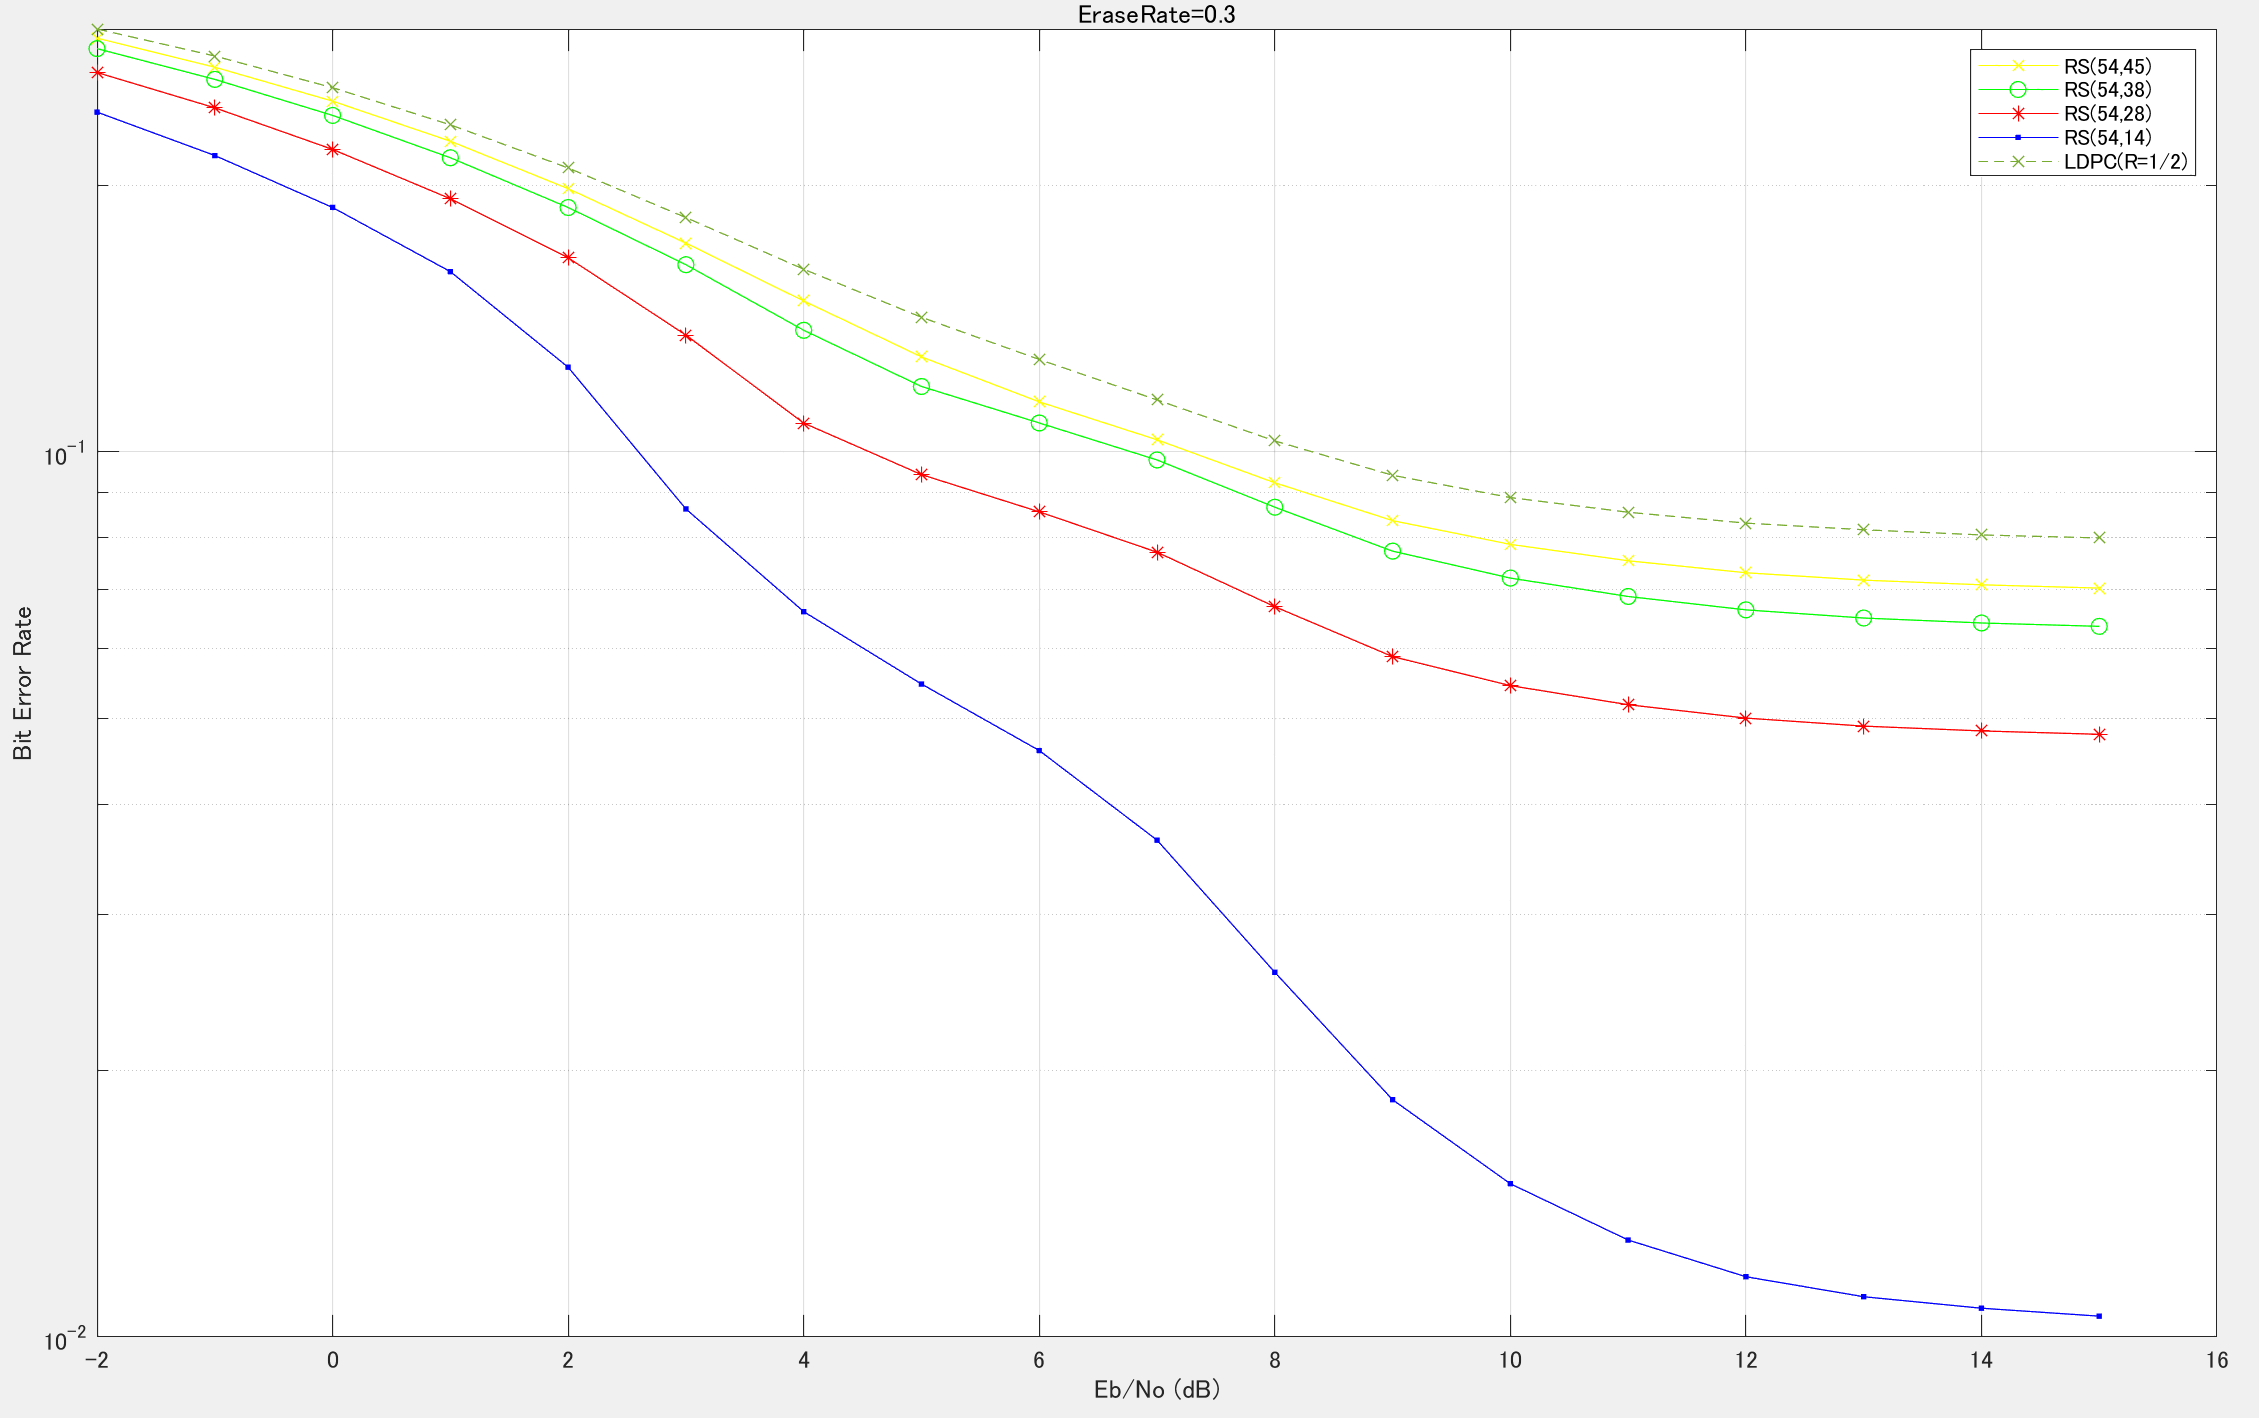 EraseRate=0.3
RS(54,45)
RS(54,38)
RS(54,28)
RS(54,14)
LDPC(R=1/2)
10⁻¹
Bit Error Rate
10⁻²
-2 0 2 4 6 8 10 12 14 16
Eb/No (dB)